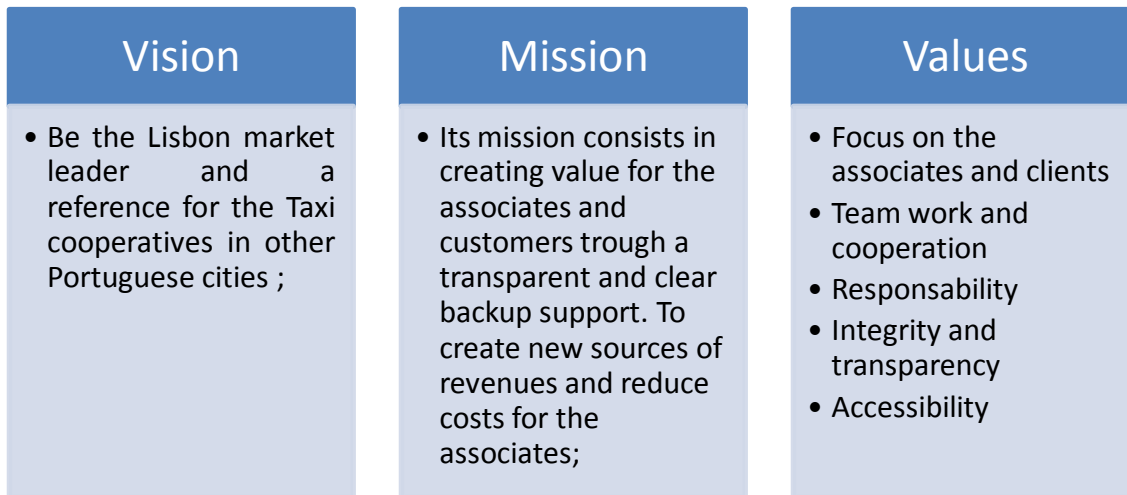 Vision
• Be the Lisbon market
leader and a
reference for the Taxi
cooperatives in other
Portuguese cities ;
Mission
• Its mission consists in
creating value for the
associates and
customers trough a
transparent and clear
backup support. To
create new sources of
revenues and reduce
costs for the
associates;
Values
• Focus on the
associates and clients
• Team work and
cooperation
• Responsability
• Integrity and
transparency
• Accessibility